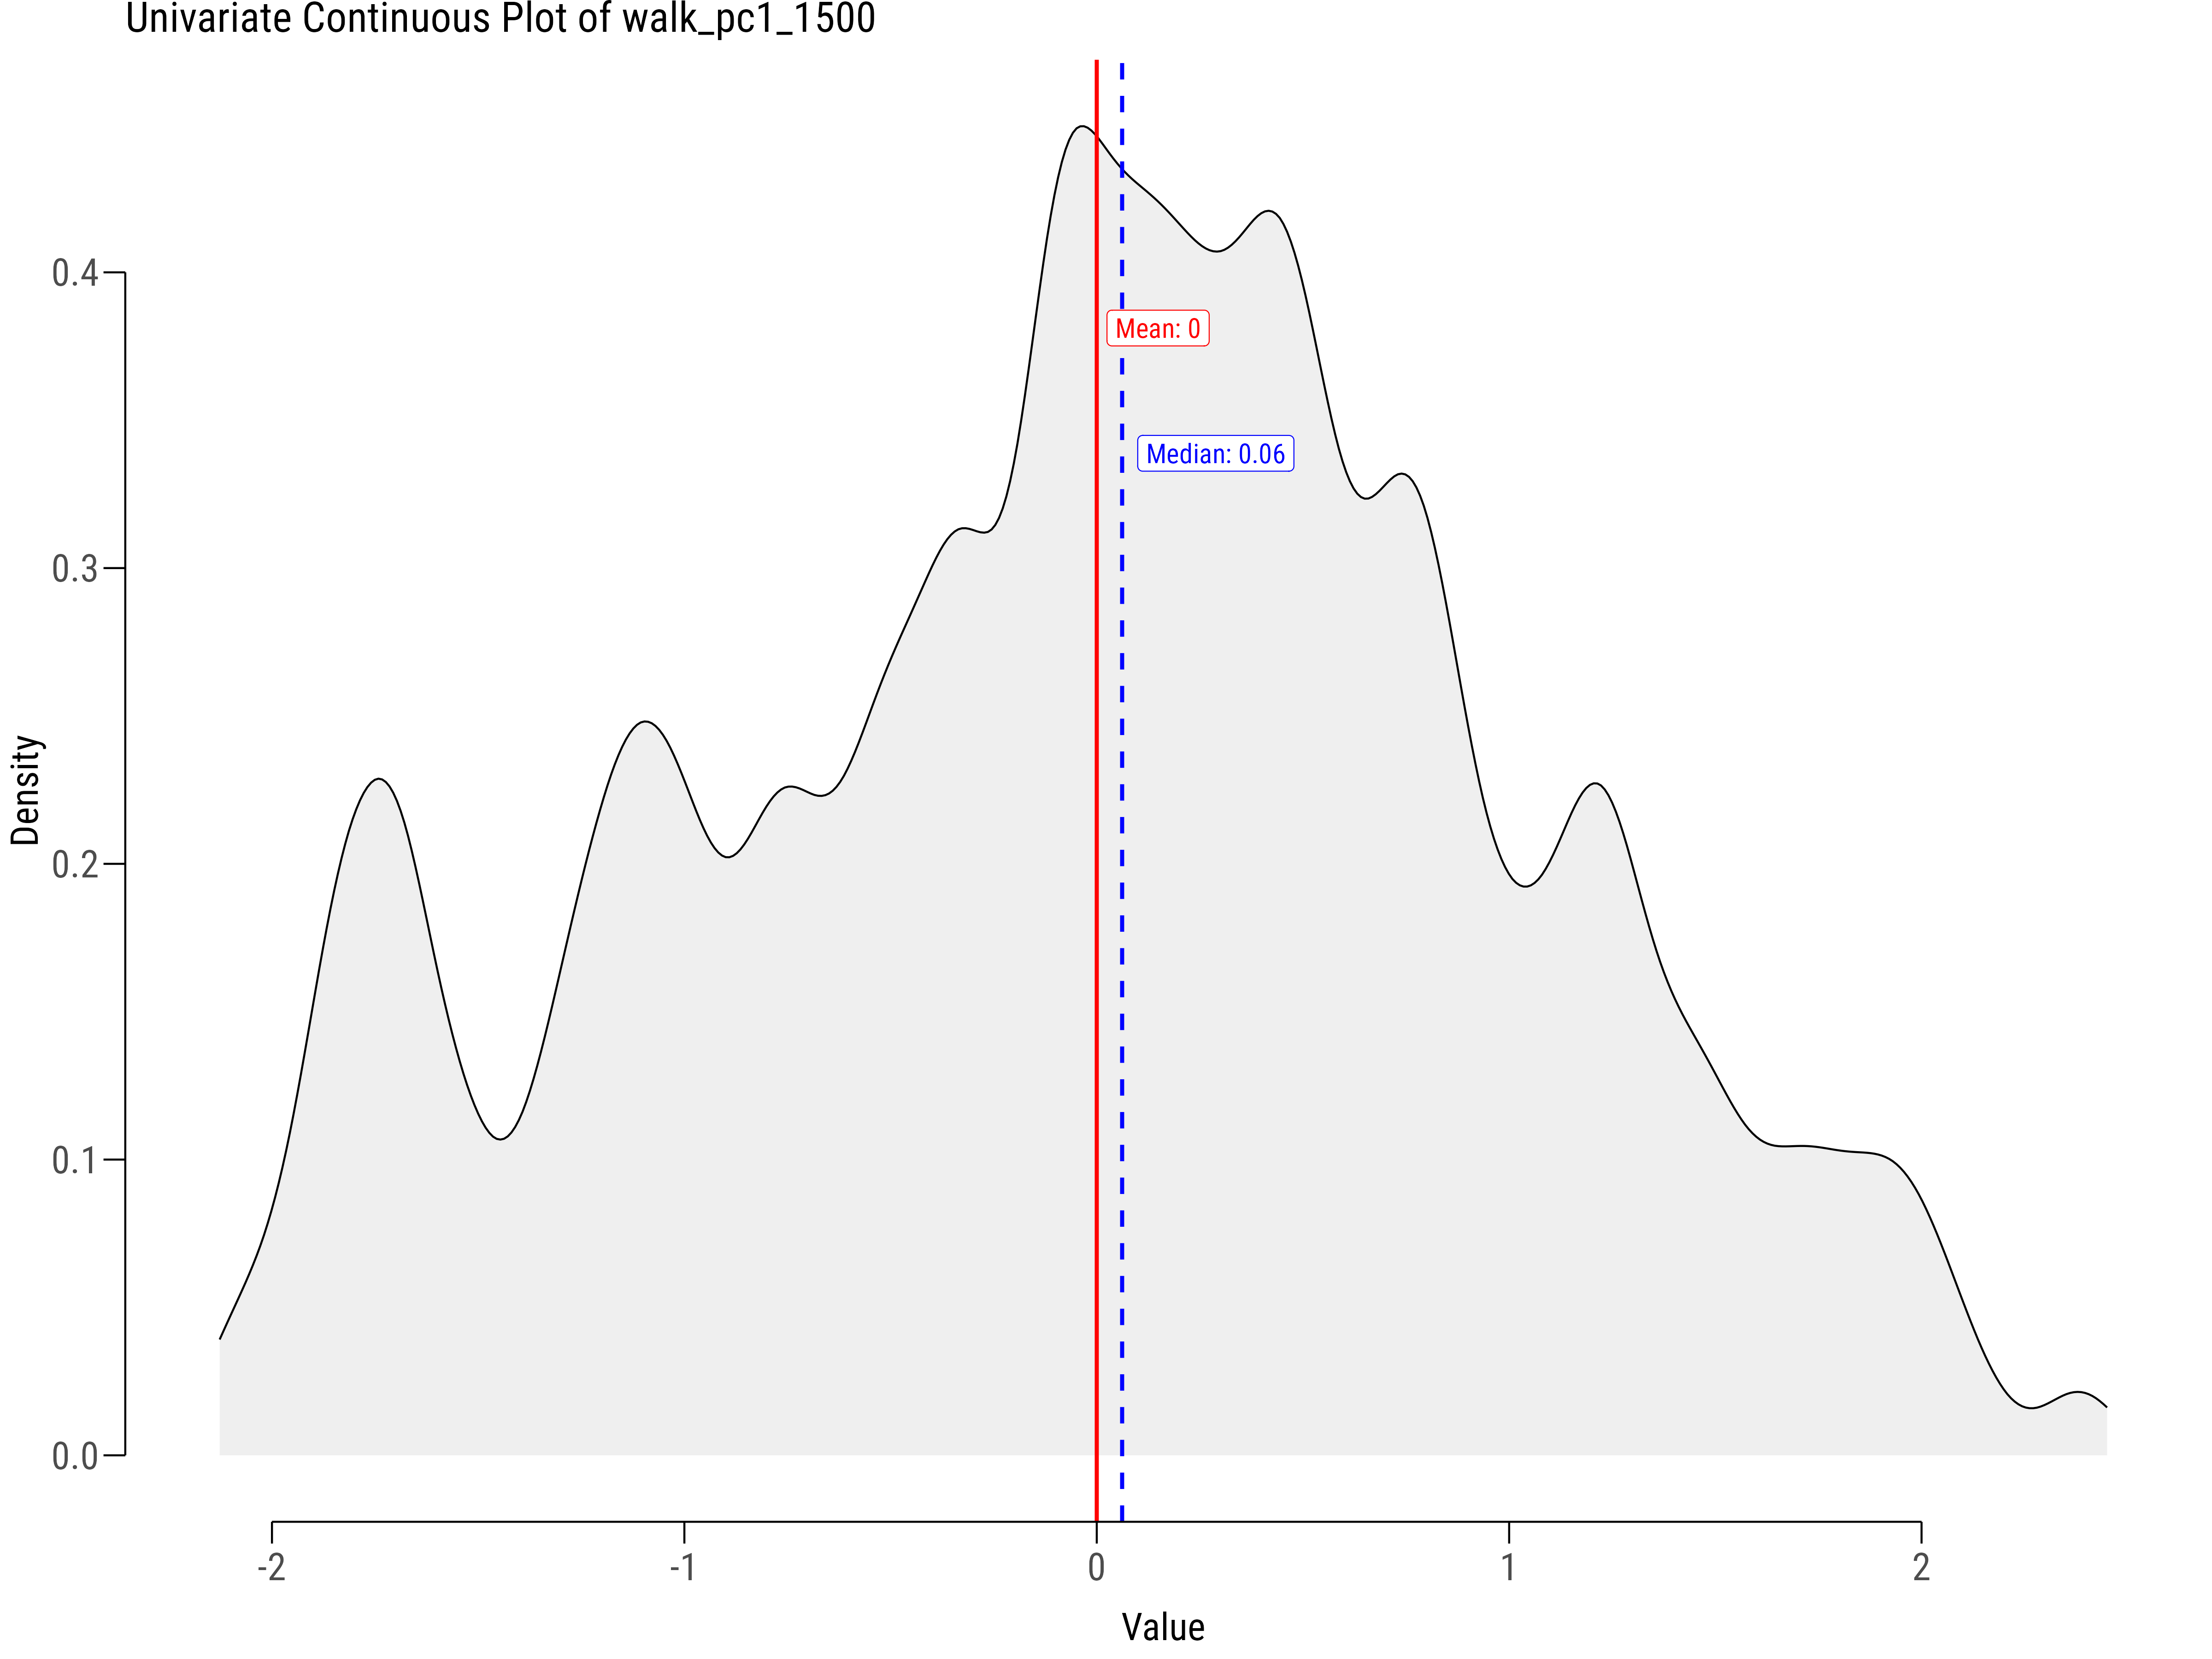 Univariate Continuous Plot of walk_pc1_1500
0.4
Mean: 0
Median: 0.06
0.3
Density
0.2
0.1
0.0
-2
-1
0
1
2
Value